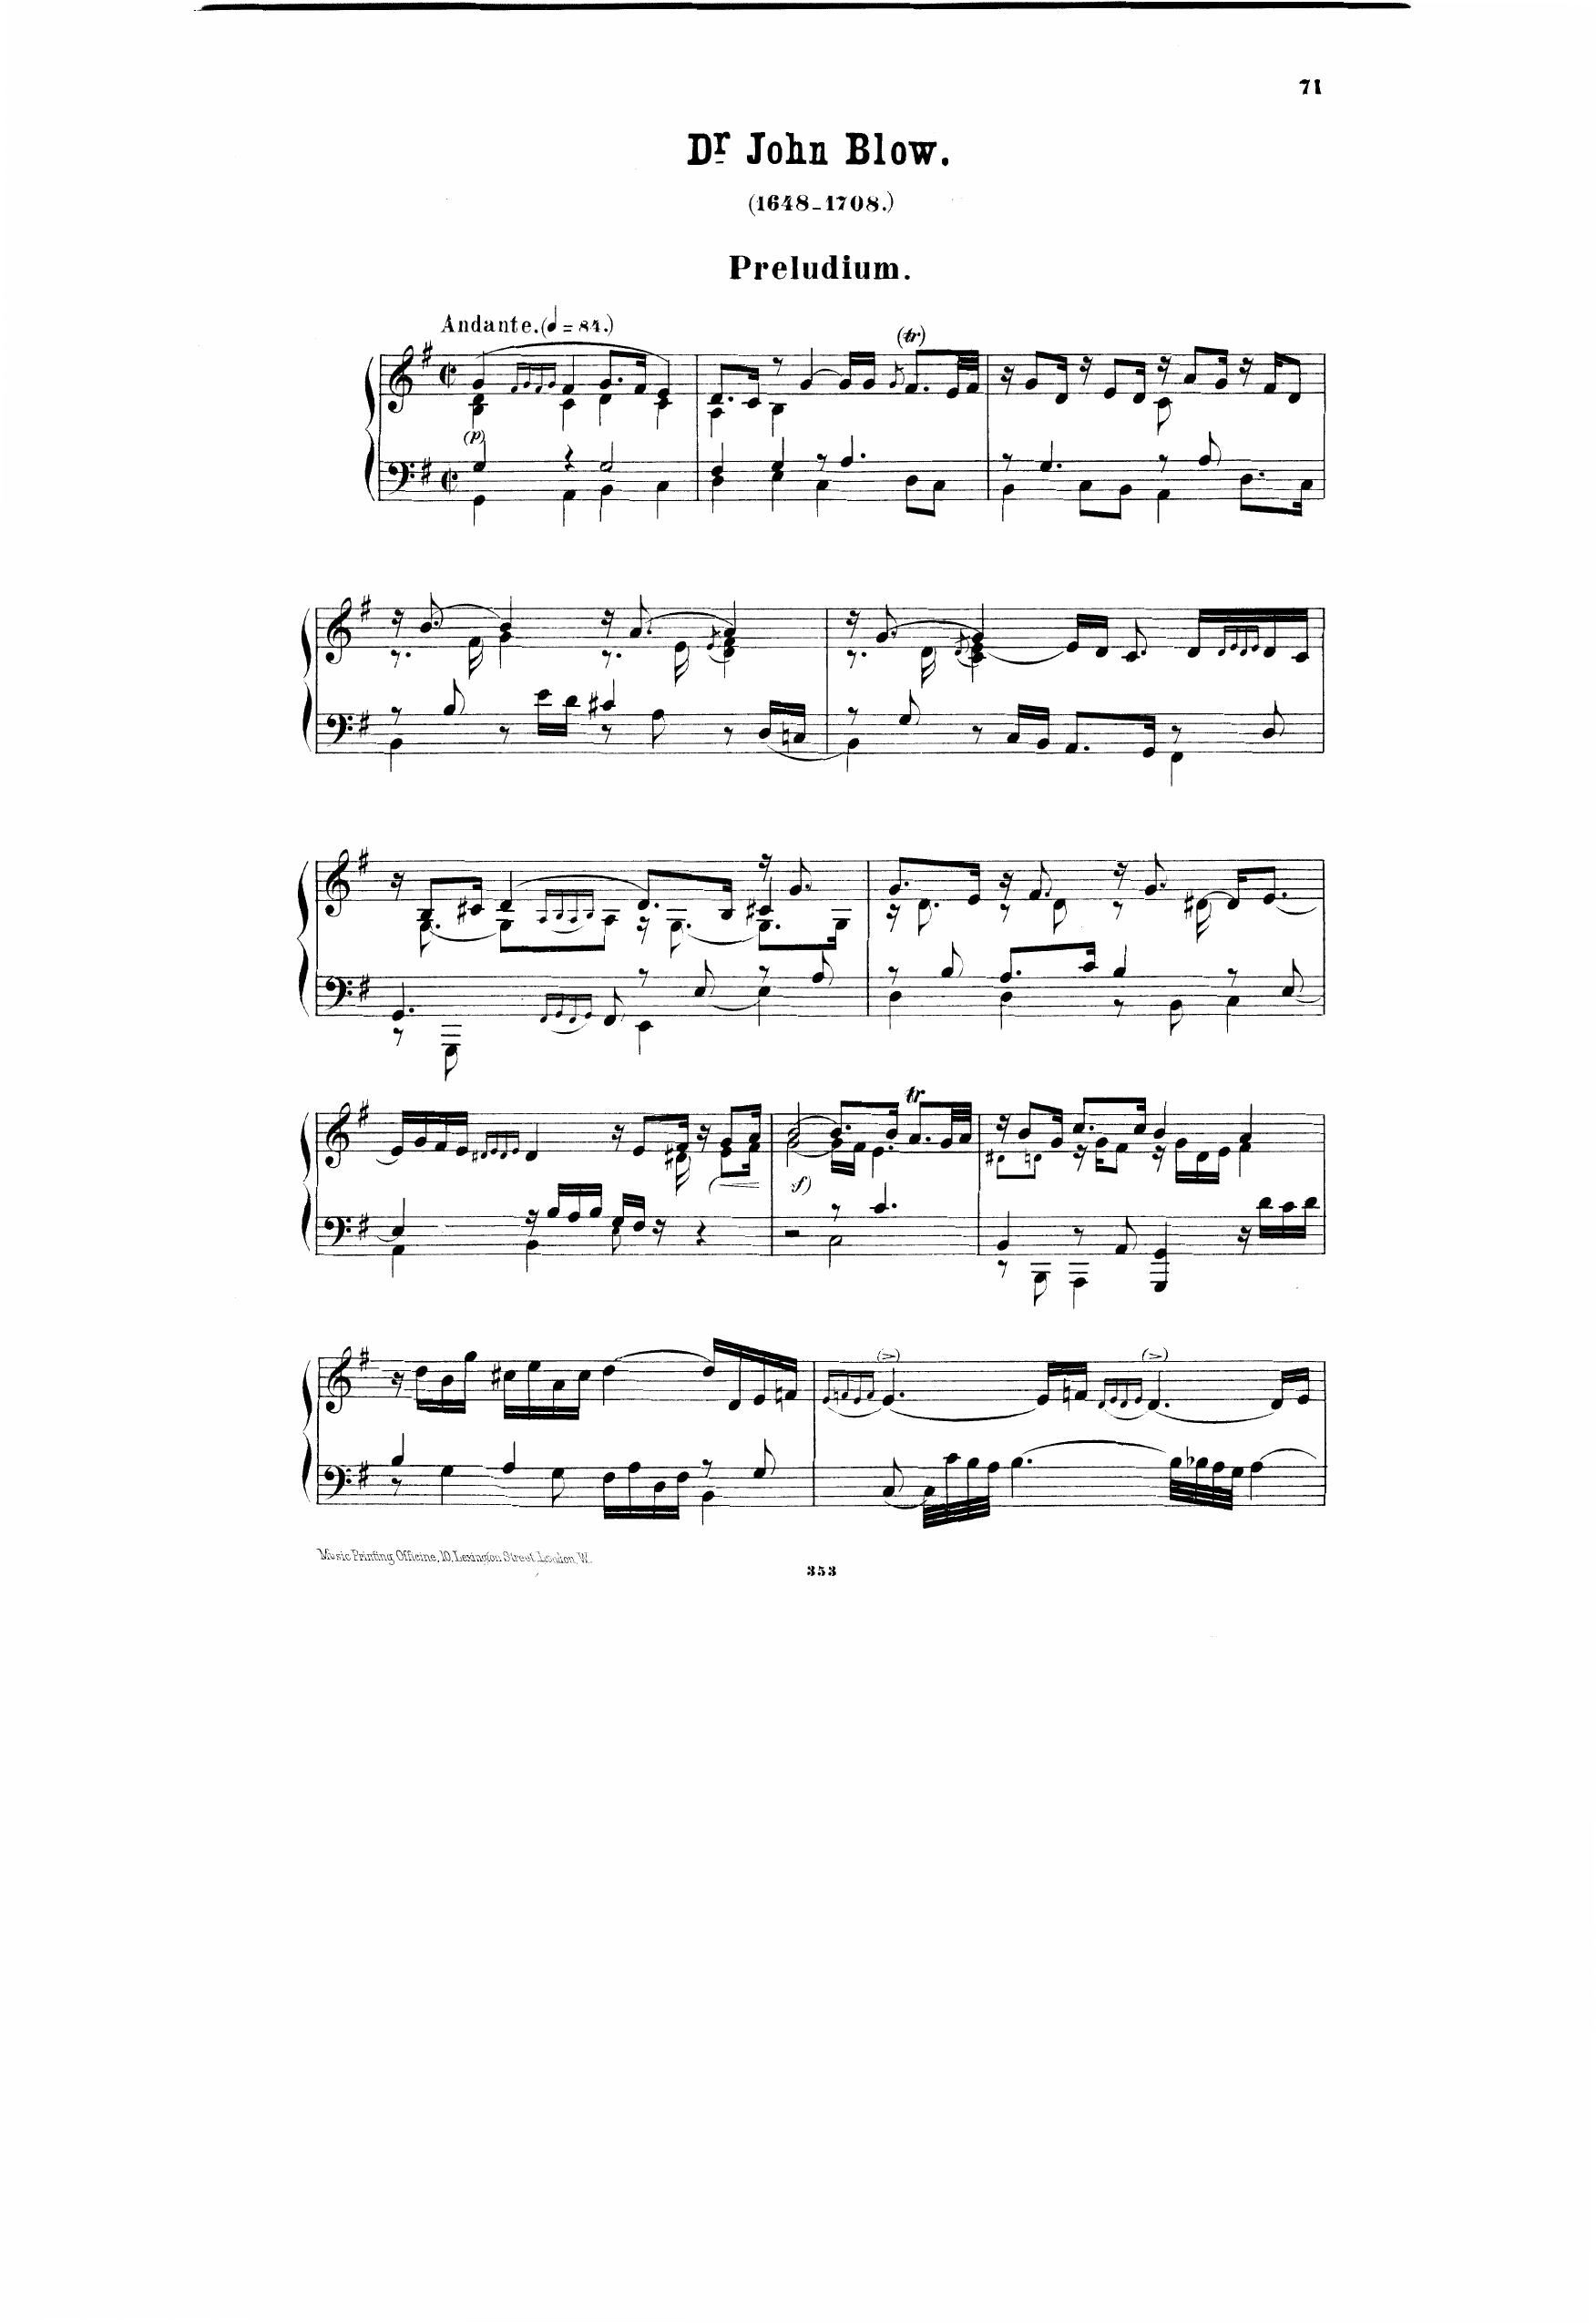 71
Dr John Blow.
(1648-1708.)
Preludium.
Andante. (♩ = 84.)
(tr)
(p)
tr
f)
(>)
(>)
Music Printing Officine, 10, Lexington Street, London, W.
353